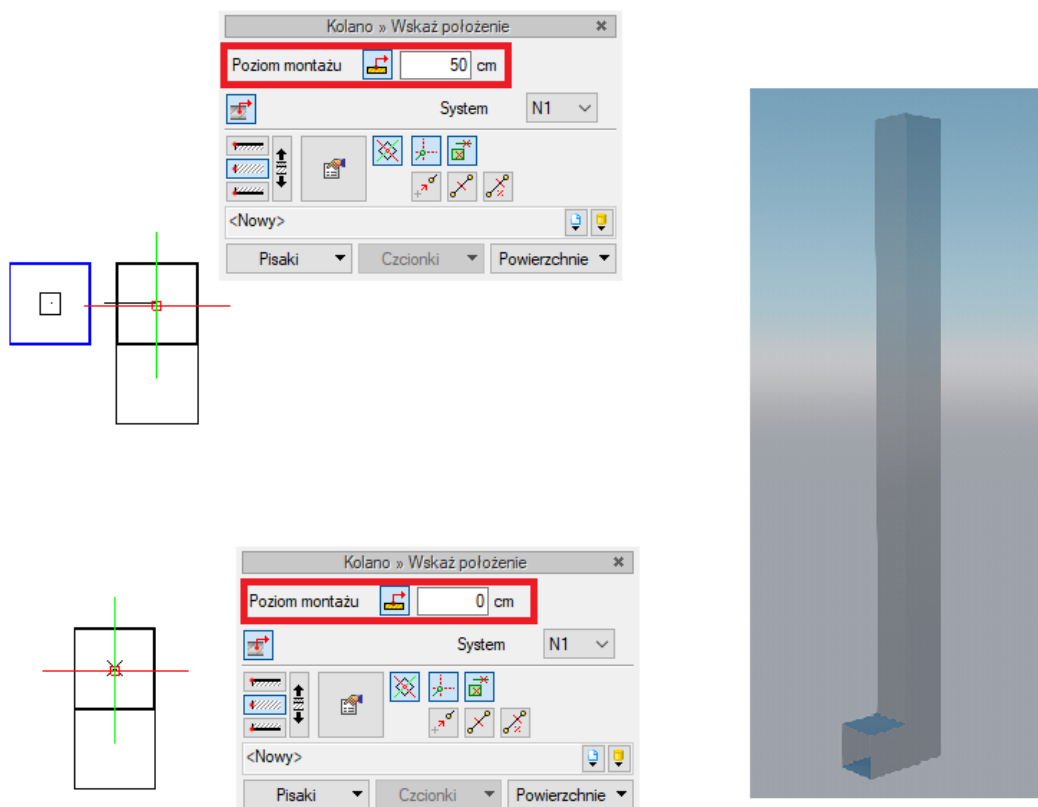 Kolano » Wskaż położenie
Poziom montażu 50 cm
System N1
<Nowy>
Pisaki Czcionki Powierzchnie
Kolano » Wskaż położenie
Poziom montażu 0 cm
System N1
<Nowy>
Pisaki Czcionki Powierzchnie